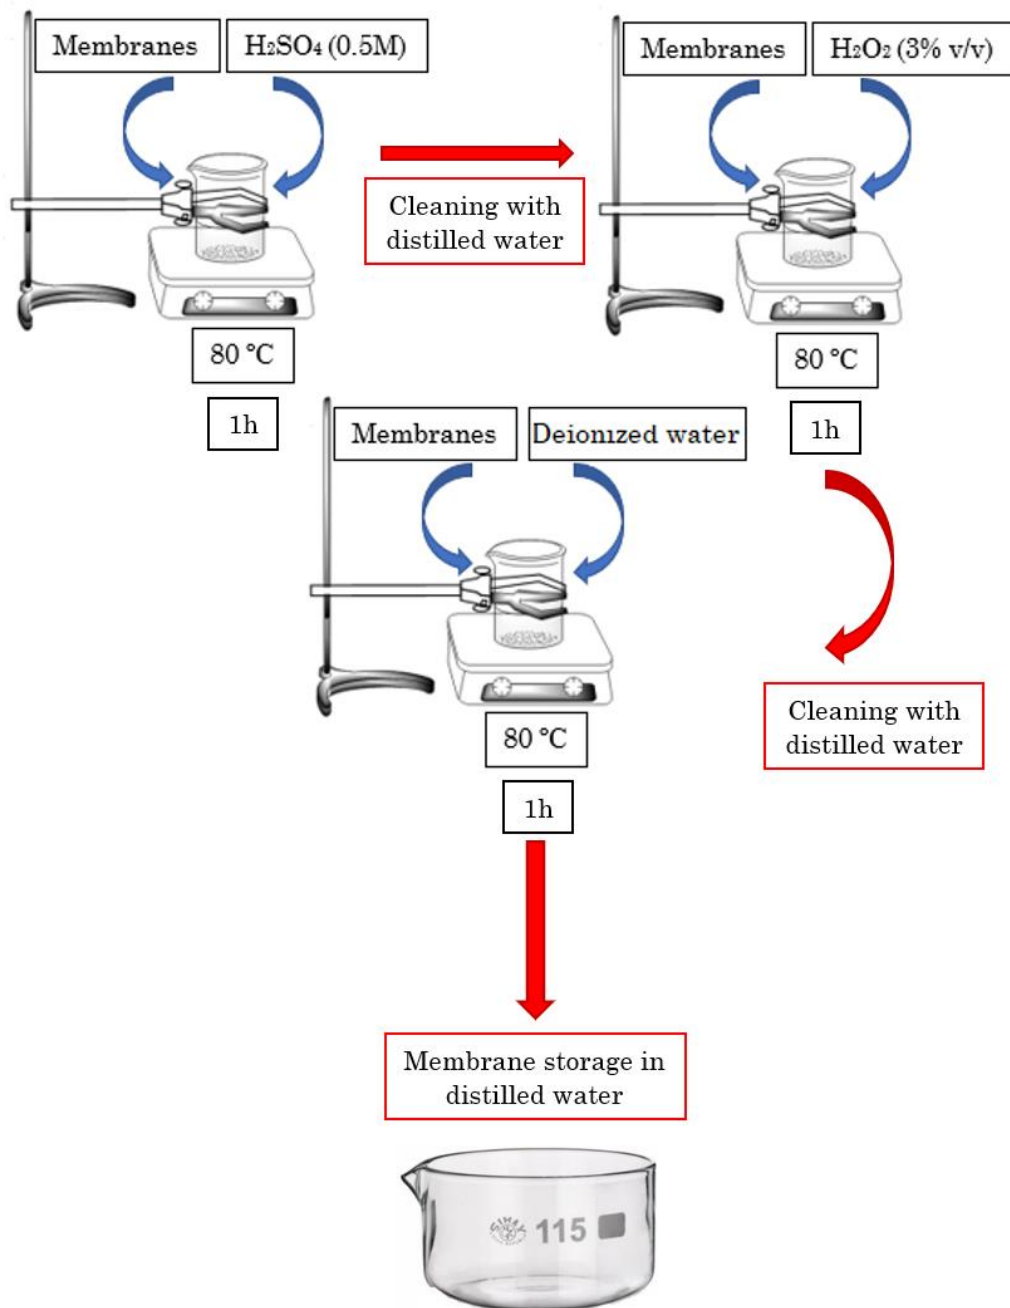 Membranes
H₂SO₄ (0.5M)
Cleaning with
distilled water
80 °C
1h
Membranes
H₂O₂ (3% v/v)
80 °C
1h
Cleaning with
distilled water
Membranes
Deionized water
80 °C
1h
Membrane storage in
distilled water
SIMAX
115